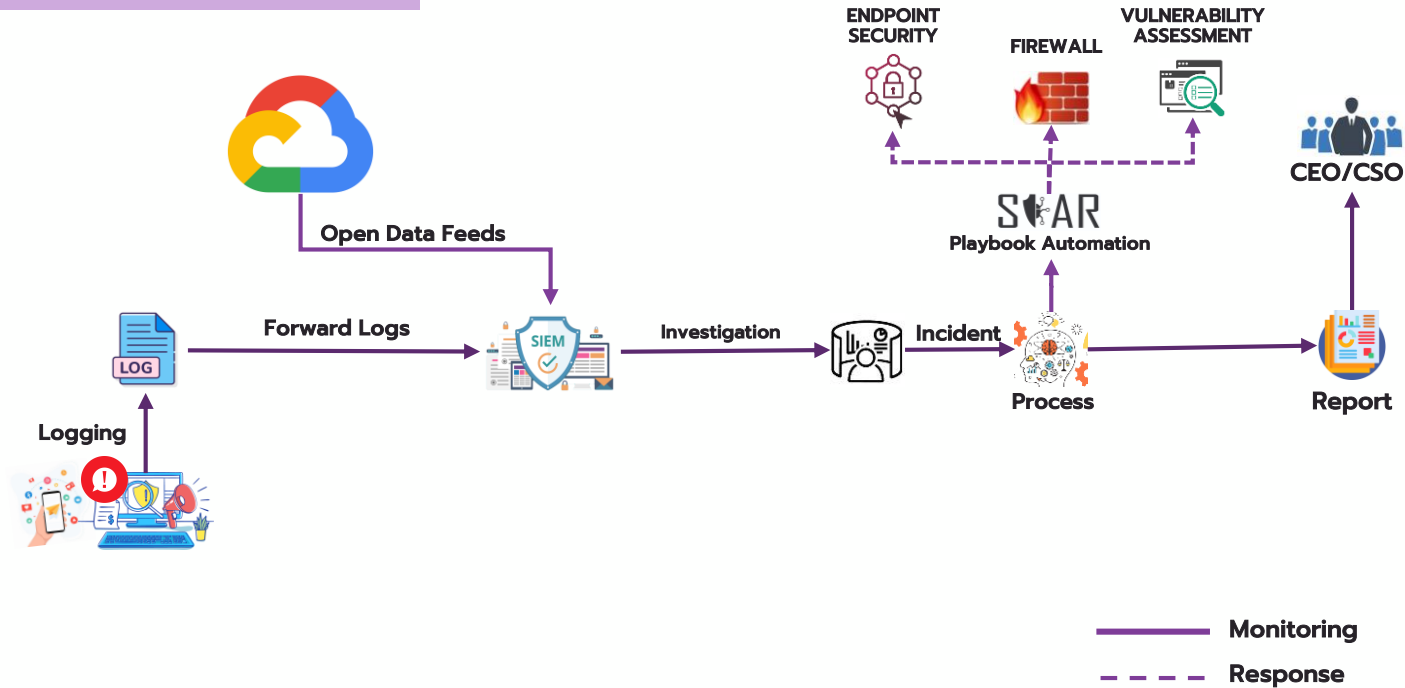 ENDPOINT
SECURITY
FIREWALL
VULNERABILITY
ASSESSMENT
CEO/CSO
SOAR
Playbook Automation
Open Data Feeds
Forward Logs
SIEM
Investigation
Incident
LOG
Process
Report
Logging
Monitoring
Response